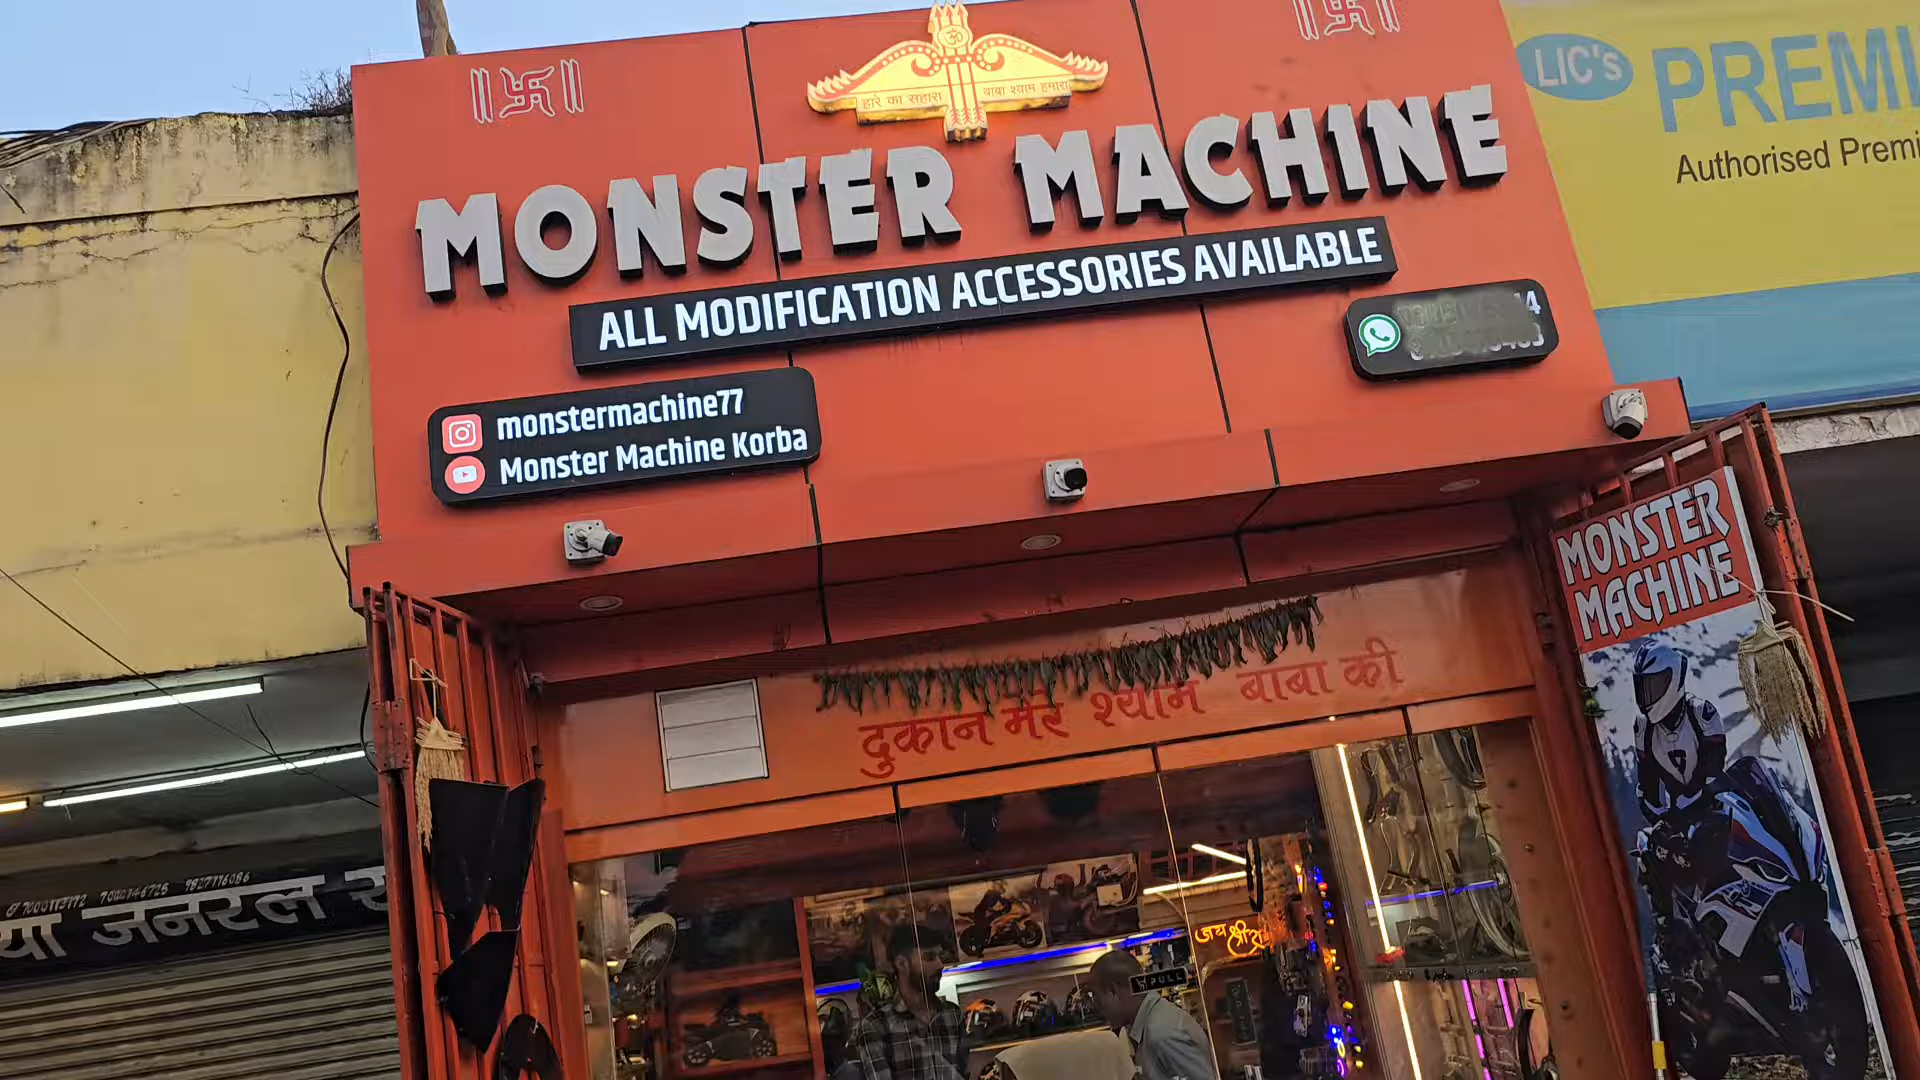 हारे का सहारा बाबा श्याम हमारा
MONSTER MACHINE
ALL MODIFICATION ACCESSORIES AVAILABLE
monstermachine77
Monster Machine Korba
LIC's PREMI
Authorised Premi
MONSTER
MACHINE
दुकान मेरे श्याम बाबा की
जनरल
जय श्री
PULL